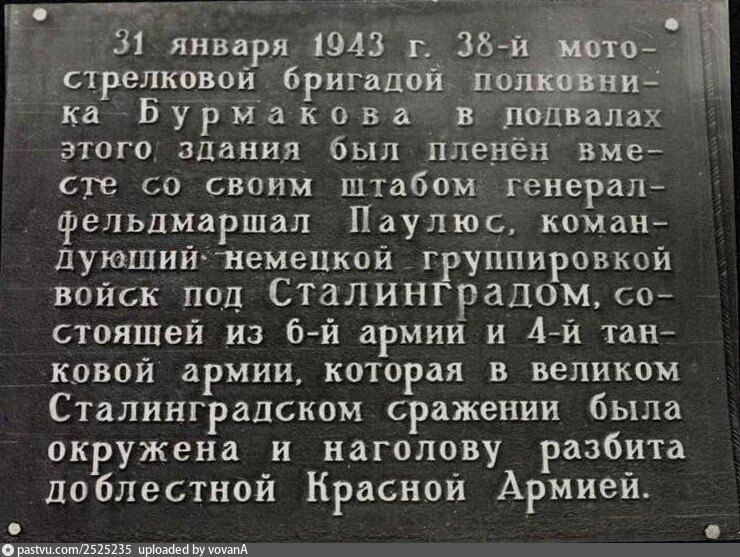 31 января 1943 г. 38-й мото-
стрелковой бригадой полковни-
ка Бурмакова в подвалах
этого здания был пленён вме-
сте со своим штабом генерал-
фельдмаршал Паулюс, коман-
дующий немецкой группировкой
войск под Сталинградом, со-
стоящей из 6-й армии и 4-й тан-
ковой армии, которая в великом
Сталинградском сражении была
окружена и наголову разбита
доблестной Красной Армией.
pastvu.com/2525235 uploaded by vovanA